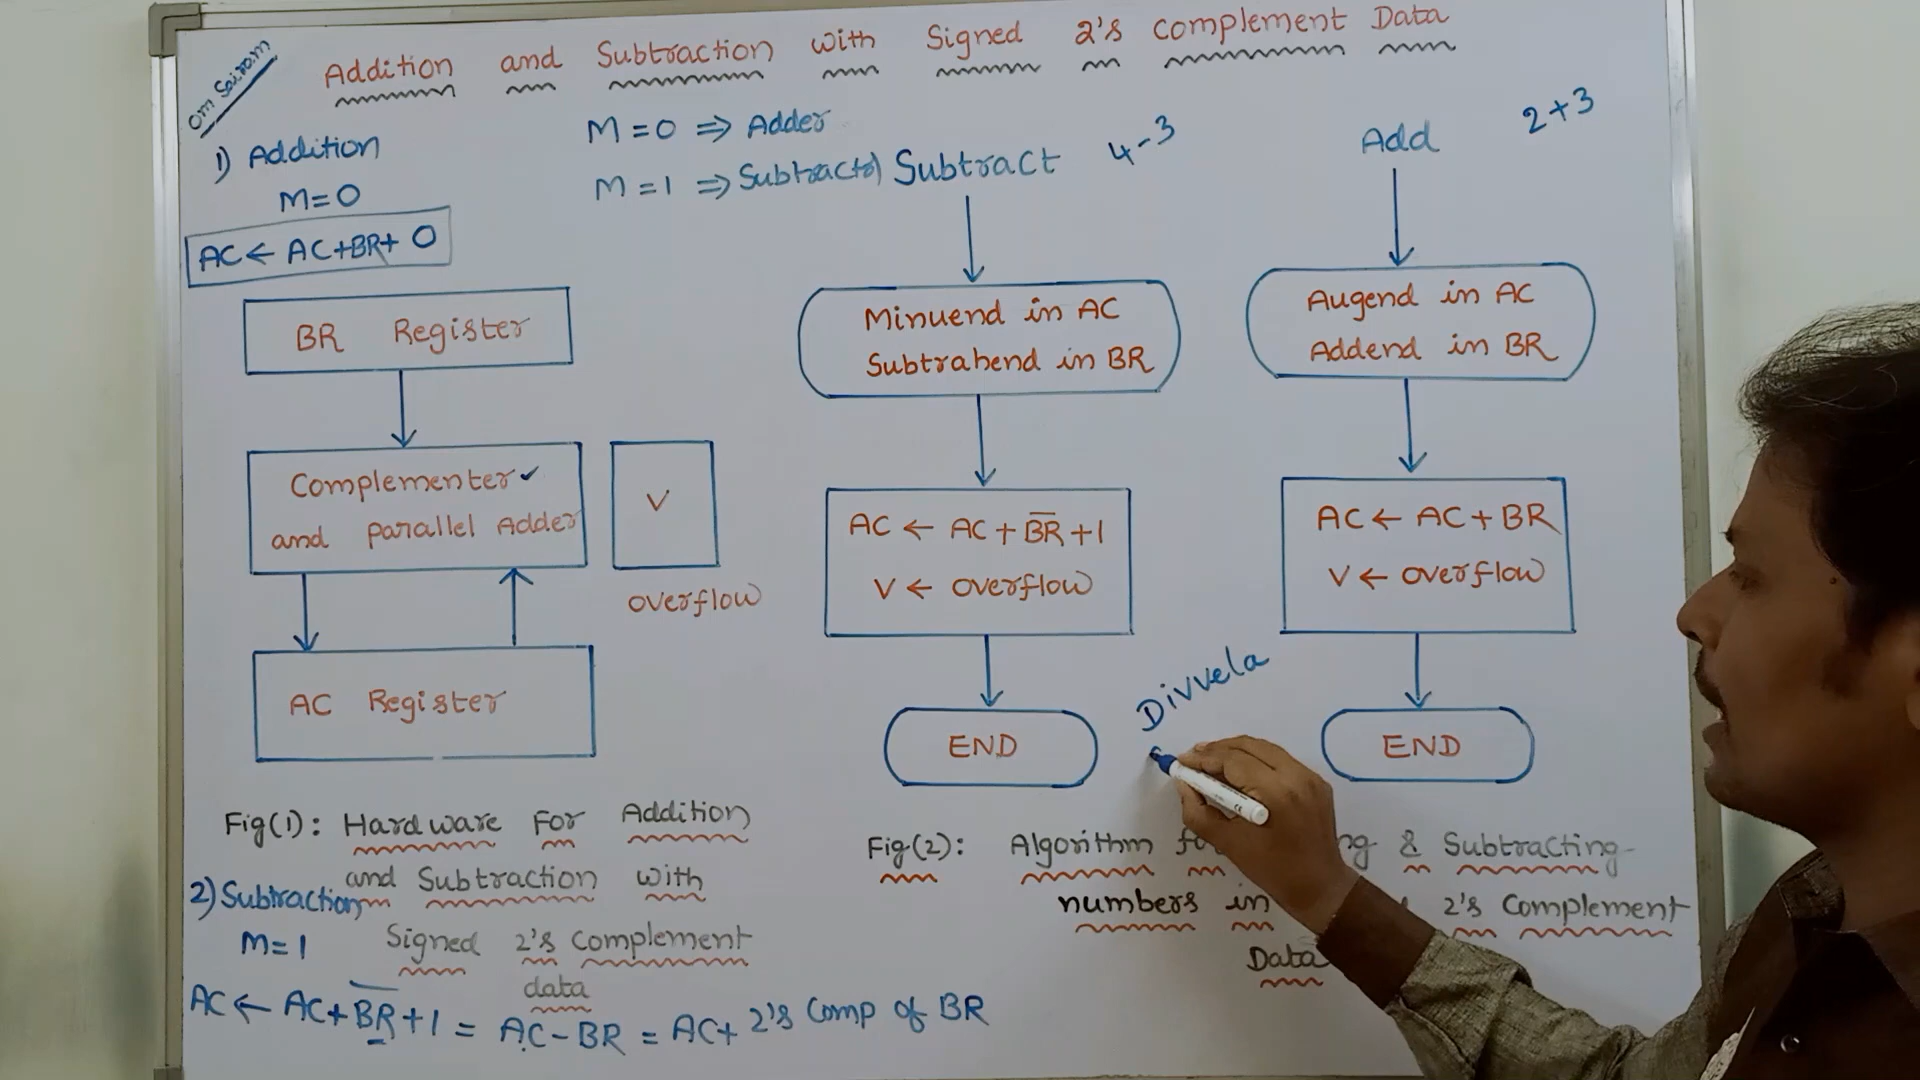 Om Sairam
Addition and Subtraction with Signed 2's Complement Data
1) Addition
M=0
AC ← AC+BR+ 0
M=0 ⇒ Adder
M=1 ⇒ Subtractor
BR Register
Complementer ✓
and parallel Adder
V
overflow
AC Register
Fig(1): Hardware For Addition
and Subtraction with
Signed 2's Complement
data
2) Subtraction
M=1
AC ← AC+B̅R̅+1 = AC-BR = AC+ 2's Comp of BR
Subtract
4-3
Minuend in AC
Subtrahend in BR
AC ← AC+B̅R̅+1
V ← overflow
END
Add
2+3
Augend in AC
Addend in BR
AC ← AC+BR
V ← overflow
END
Divvela
Fig(2): Algorithm & Subtracting
numbers in 2's Complement
Data